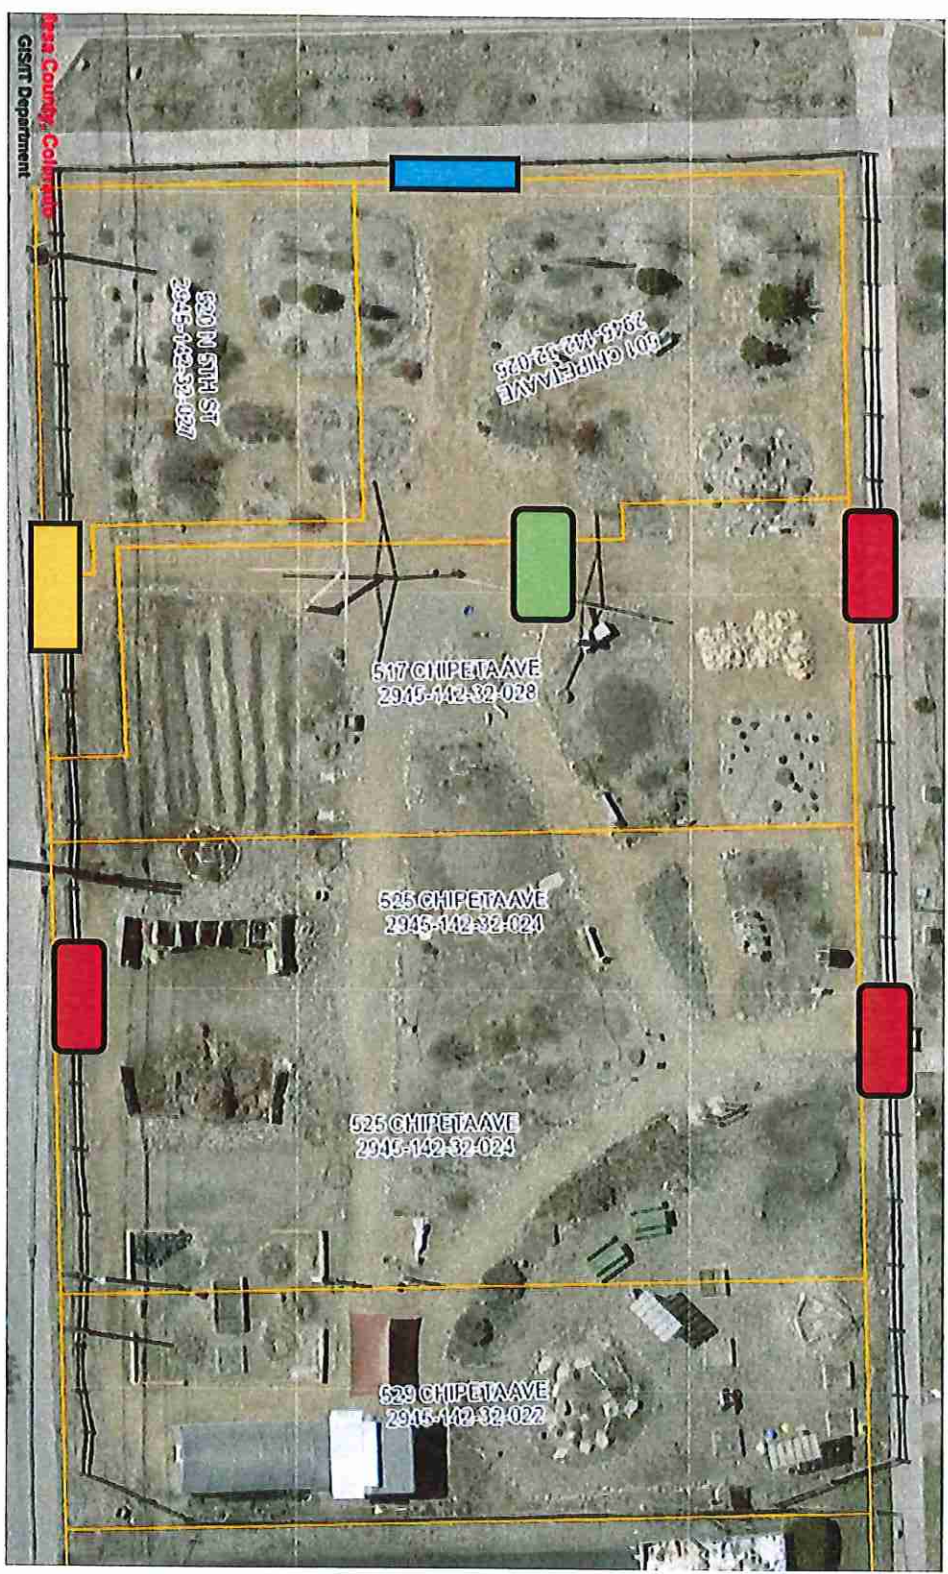 Mesa County, Colorado
GIS/IT Department
520 N 5TH ST
2945-142-32-027
501 CHIPETA AVE
2945-142-32-026
517 CHIPETA AVE
2945-142-32-028
525 CHIPETA AVE
2945-142-32-024
525 CHIPETA AVE
2945-142-32-024
529 CHIPETA AVE
2945-142-32-022